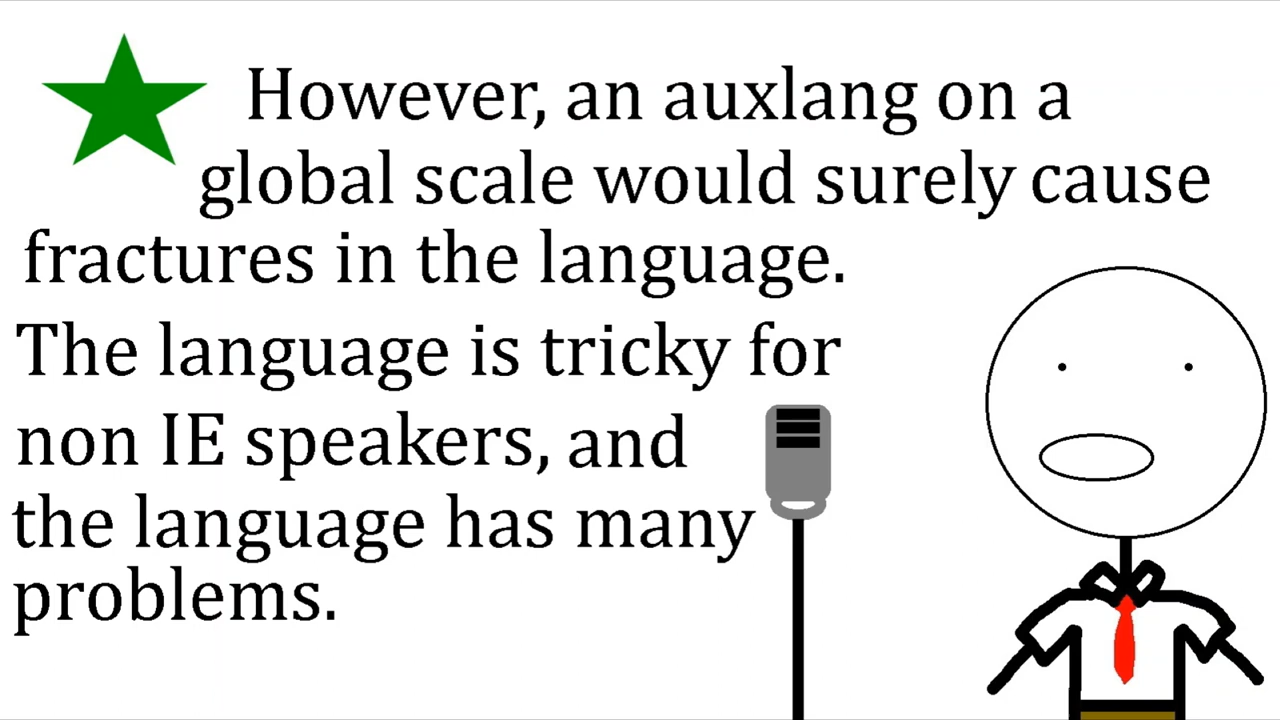 However, an auxlang on a
global scale would surely cause
fractures in the language.
The language is tricky for
non IE speakers, and
the language has many
problems.